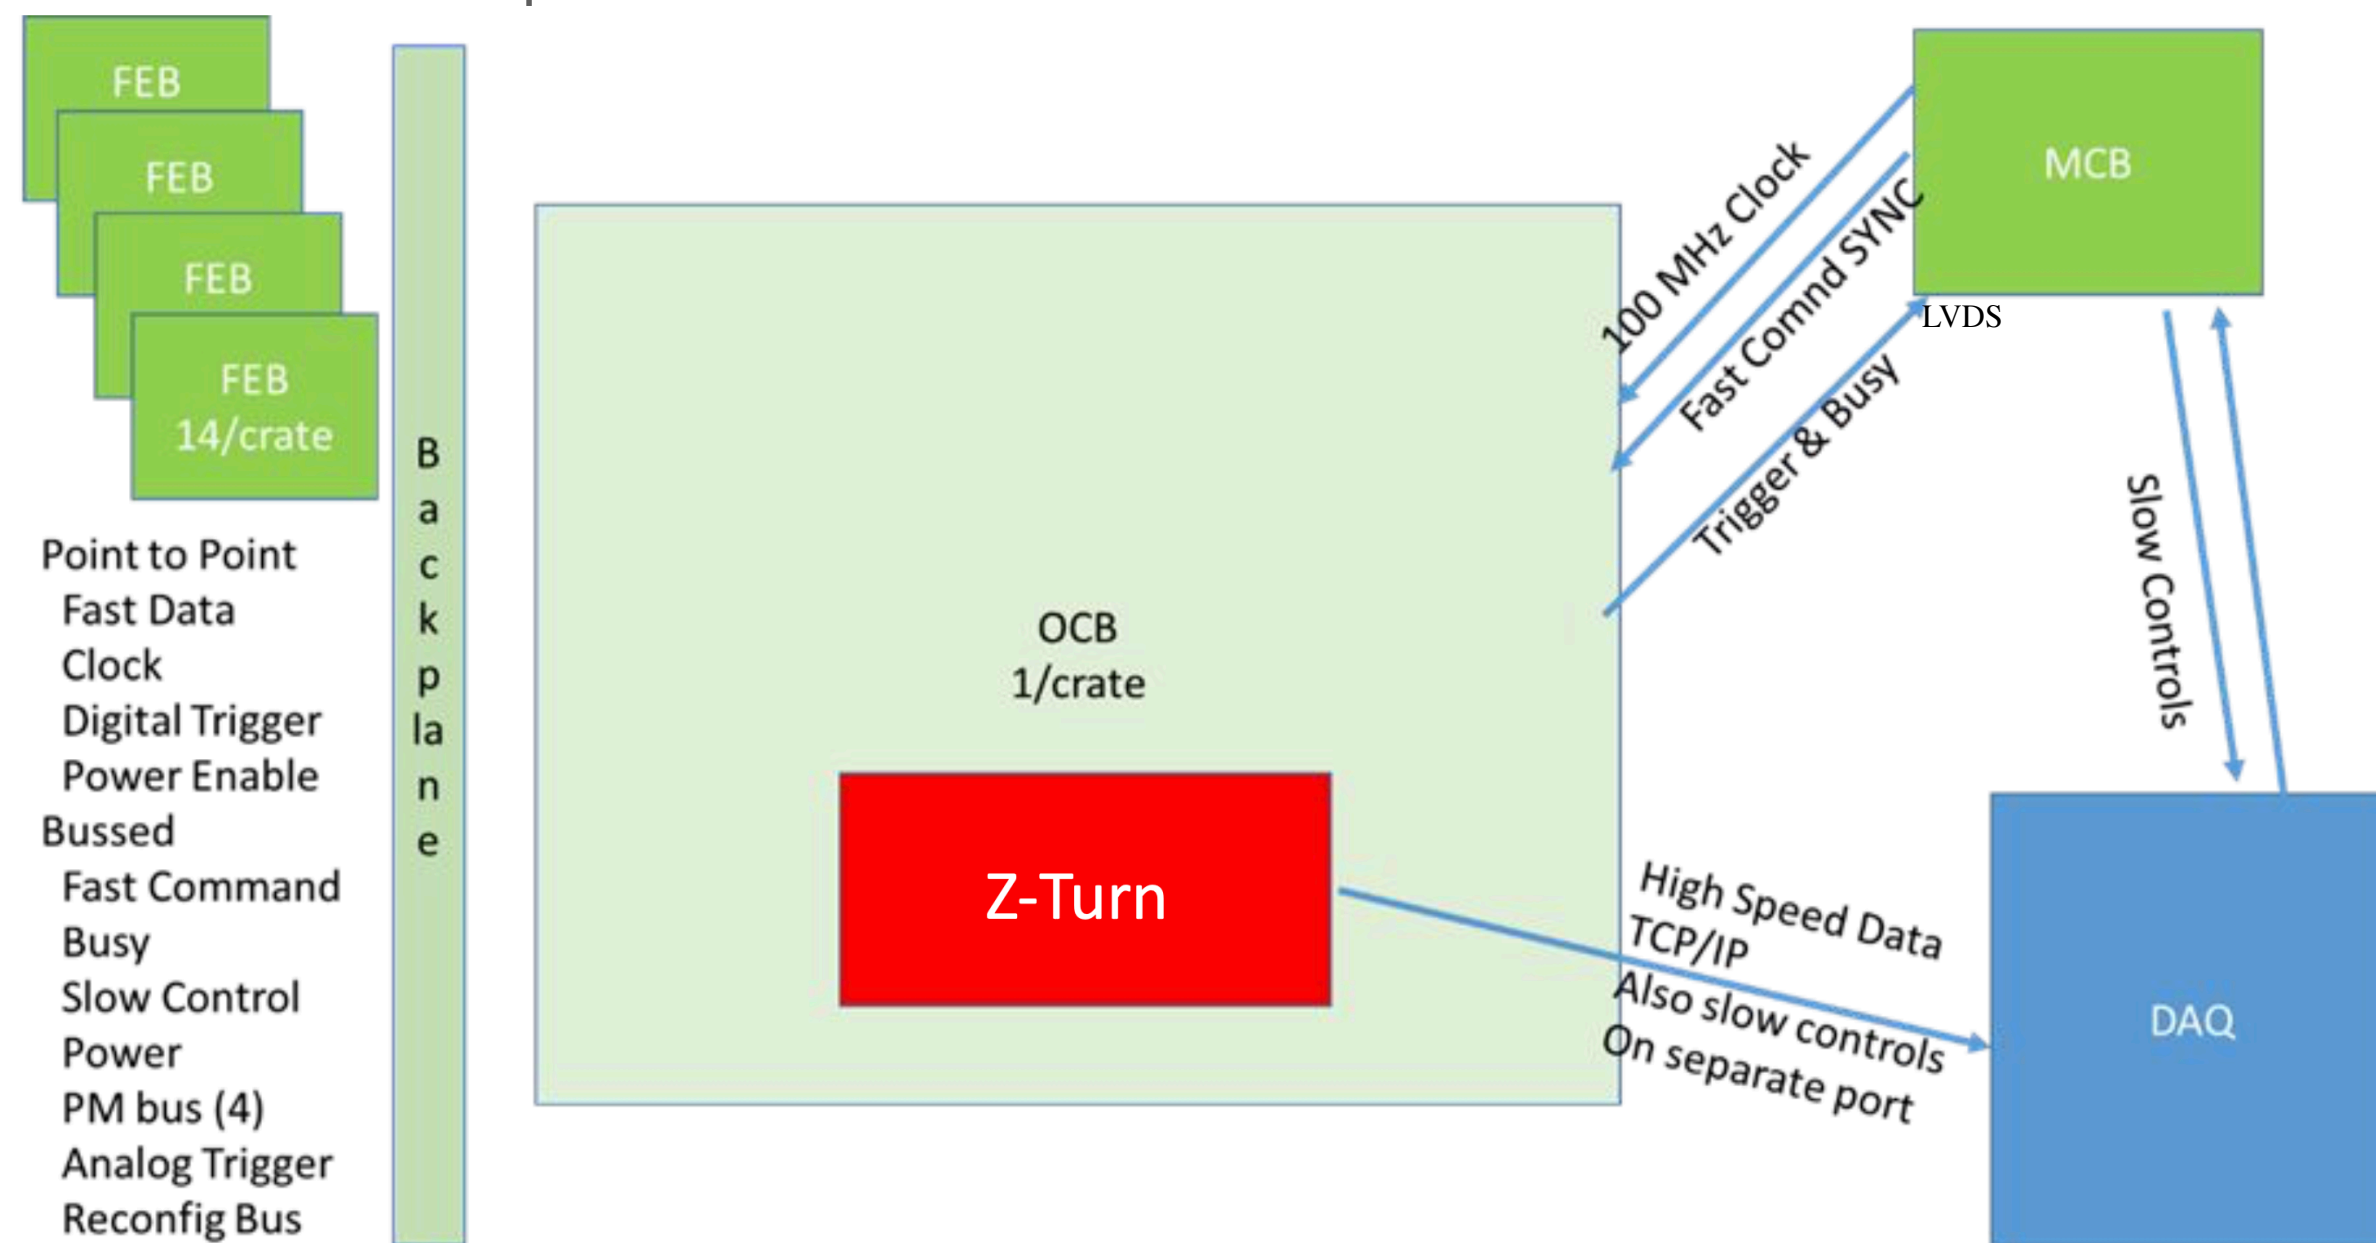 FEB
FEB
FEB
FEB
14/crate
Point to Point
Fast Data
Clock
Digital Trigger
Power Enable
Bussed
Fast Command
Busy
Slow Control
Power
PM bus (4)
Analog Trigger
Reconfig Bus
Backplane
OCB
1/crate
Z-Turn
100 MHz Clock
Fast Comnd SYNC
Trigger & Busy
MCB
LVDS
Slow Controls
High Speed Data
TCP/IP
Also slow controls
On separate port
DAQ